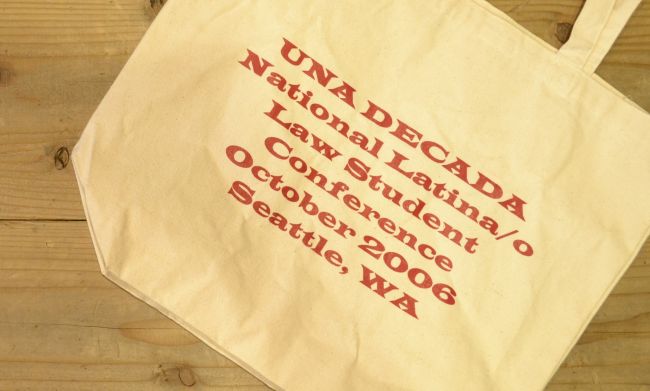 UNA DECADA
National Latina/o
Law Student
Conference
October 2006
Seattle, WA